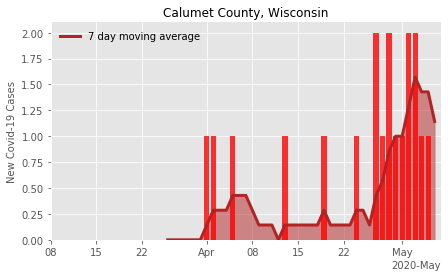 Calumet County, Wisconsin
7 day moving average
New Covid-19 Cases
2.00
1.75
1.50
1.25
1.00
0.75
0.50
0.25
0.00
08 15 22 Apr 08 15 22 May
2020-May